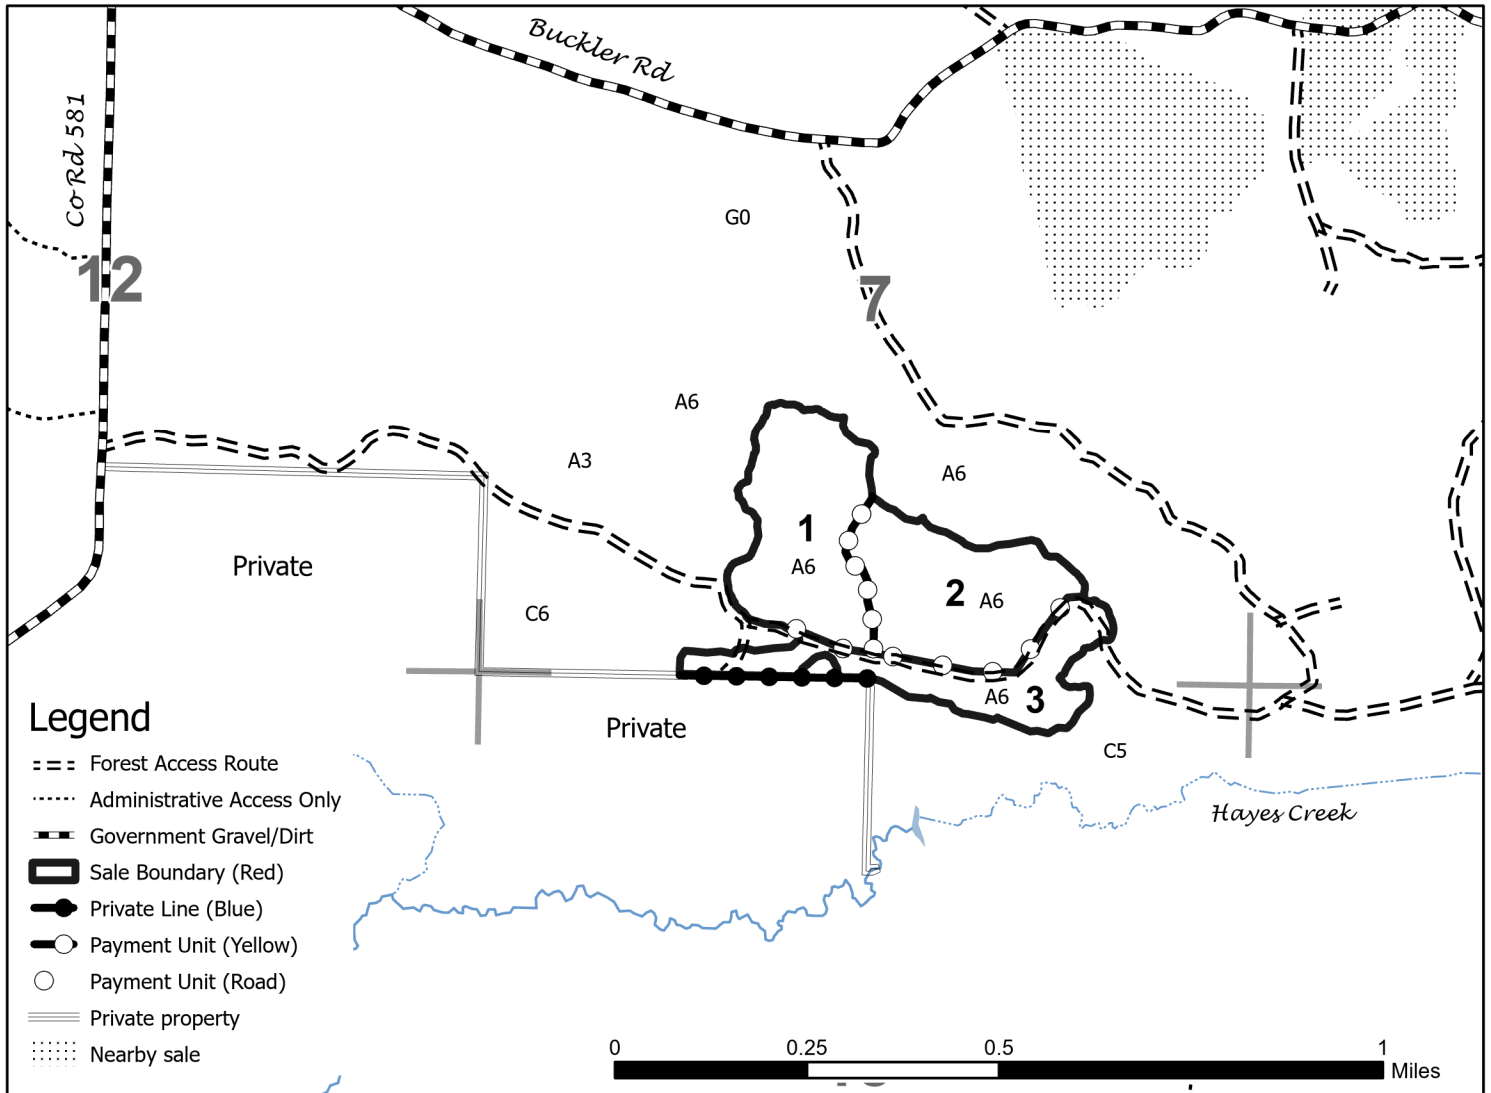 Buckler Rd
Co Rd 581
G0
12
7
A6
A3
A6
1
A6
Private
2
A6
C6
A6
3
Private
C5
Hayes Creek
Legend
Forest Access Route
Administrative Access Only
Government Gravel/Dirt
Sale Boundary (Red)
Private Line (Blue)
Payment Unit (Yellow)
Payment Unit (Road)
Private property
Nearby sale
0 0.25 0.5 1
Miles